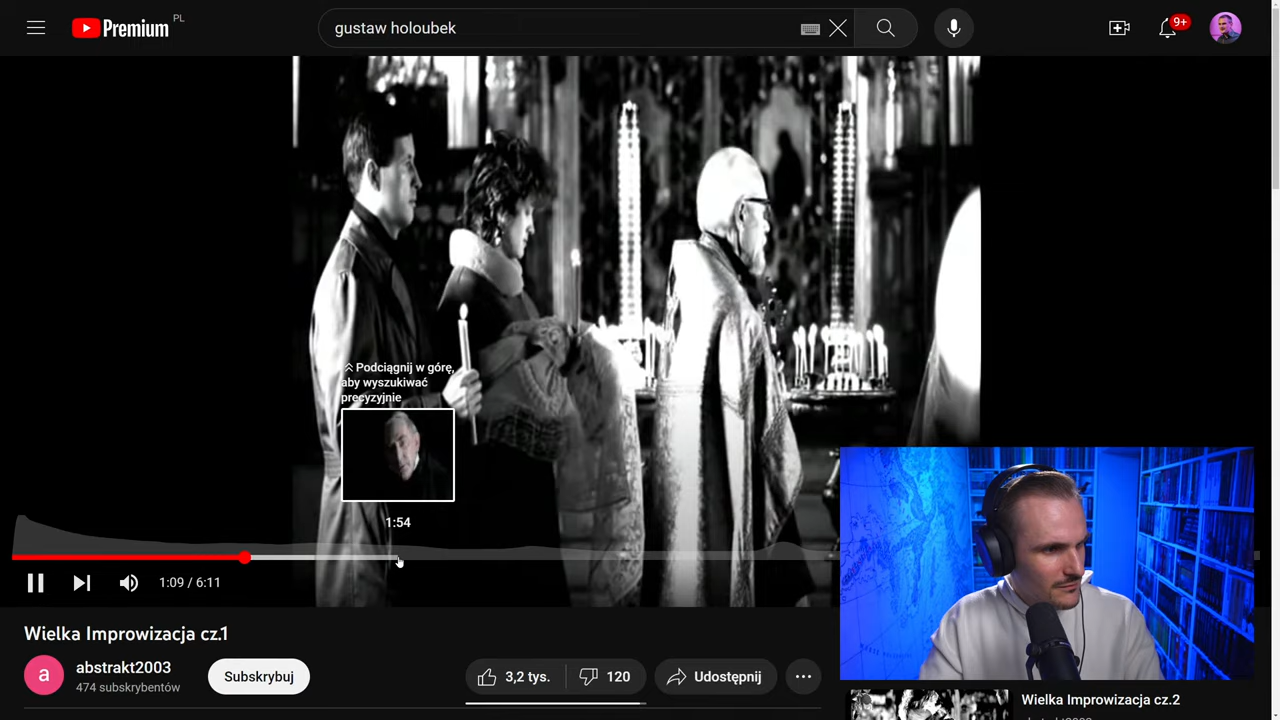 Premium PL
gustaw holoubek
9+
Podciągnij w górę,
aby wyszukiwać
precyzyjnie
1:54
1:09 / 6:11
Wielka Improwizacja cz.1
a
abstrakt2003
474 subskrybentów
Subskrybuj
3,2 tys.
120
Udostępnij
Wielka Improwizacja cz.2